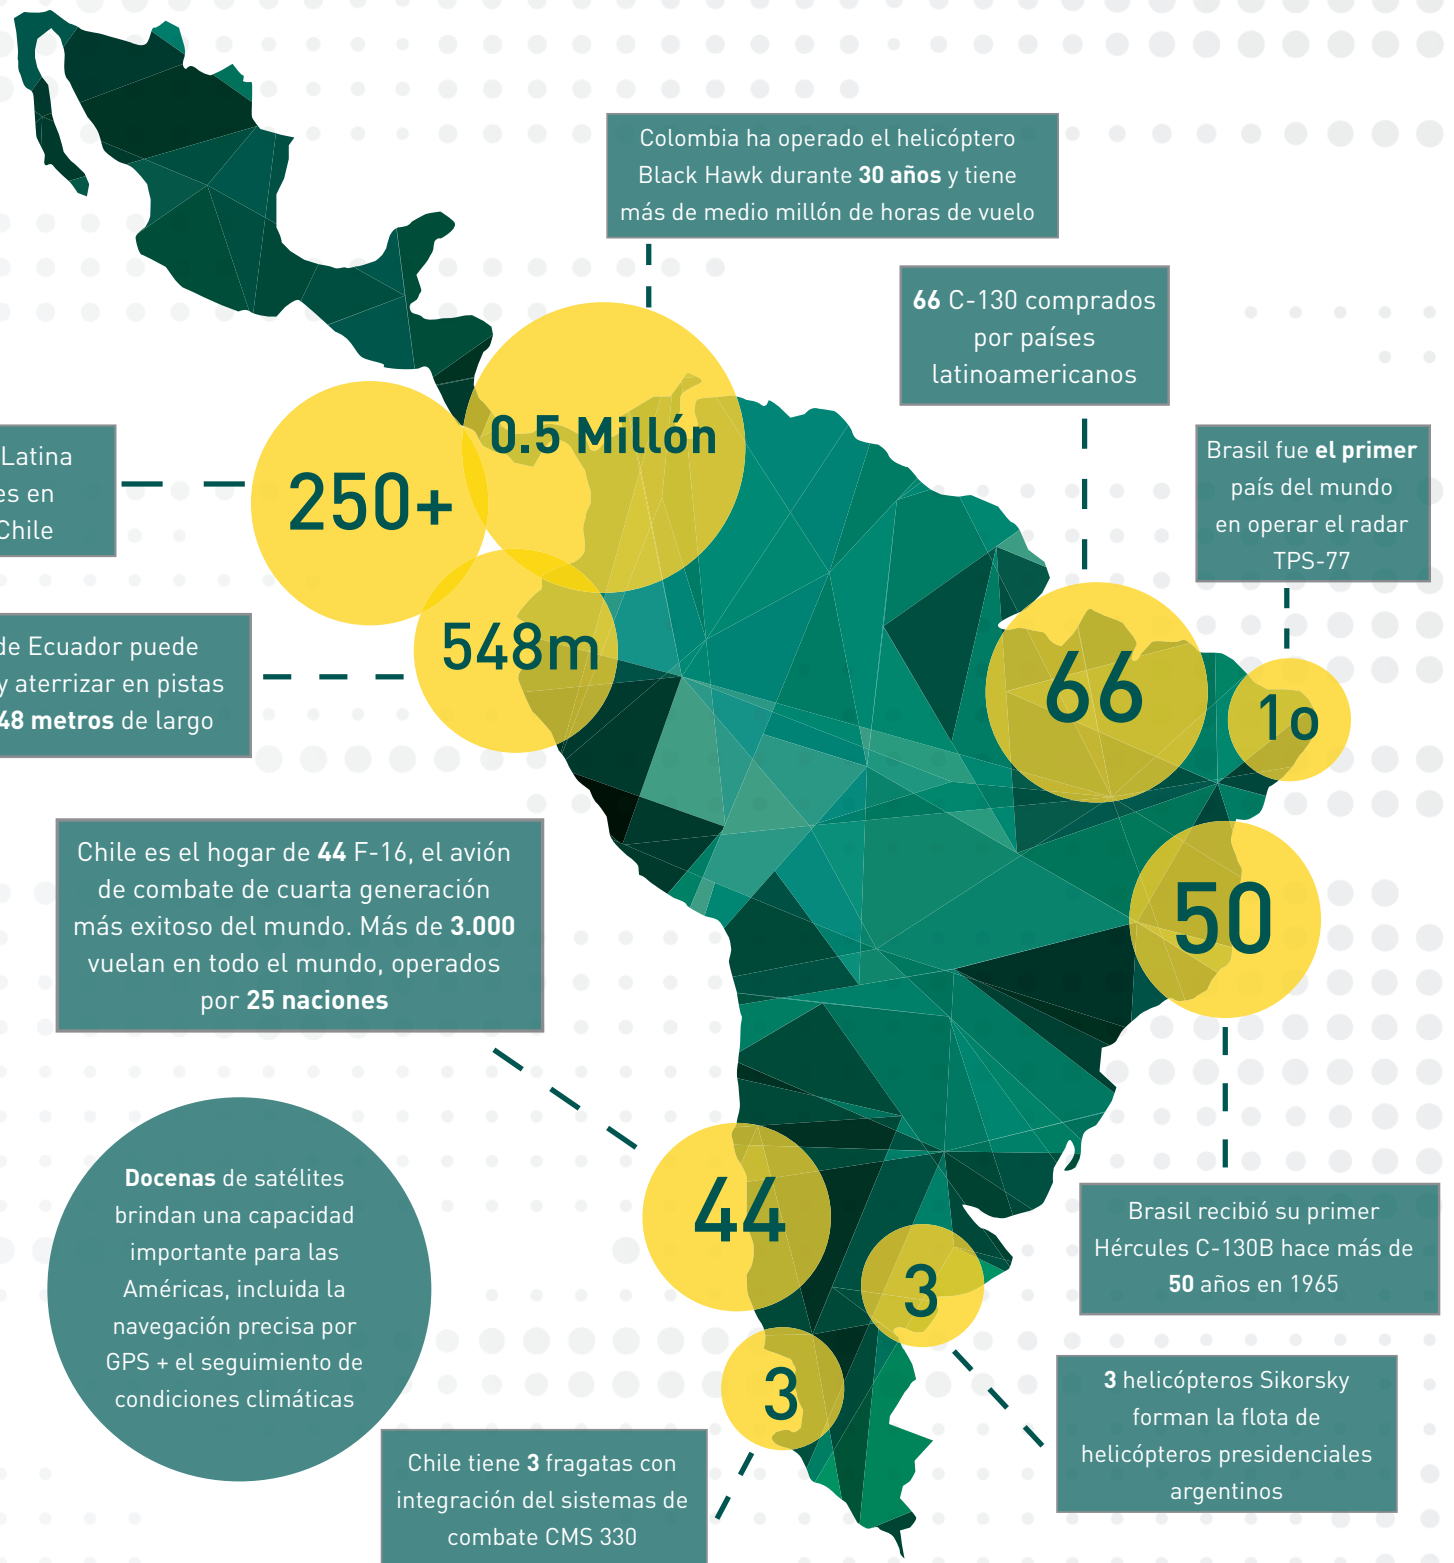 Colombia ha operado el helicóptero
Black Hawk durante 30 años y tiene
más de medio millón de horas de vuelo
66 C-130 comprados
por países
latinoamericanos
0.5 Millón
Latina
es en
Chile
250+
Brasil fue el primer
país del mundo
en operar el radar
TPS-77
de Ecuador puede
y aterrizar en pistas
48 metros de largo
548m
66
1o
Chile es el hogar de 44 F-16, el avión
de combate de cuarta generación
más exitoso del mundo. Más de 3.000
vuelan en todo el mundo, operados
por 25 naciones
50
Docenas de satélites
brindan una capacidad
importante para las
Américas, incluida la
navegación precisa por
GPS + el seguimiento de
condiciones climáticas
44
Brasil recibió su primer
Hércules C-130B hace más de
50 años en 1965
3
3
3 helicópteros Sikorsky
forman la flota de
helicópteros presidenciales
argentinos
Chile tiene 3 fragatas con
integración del sistemas de
combate CMS 330